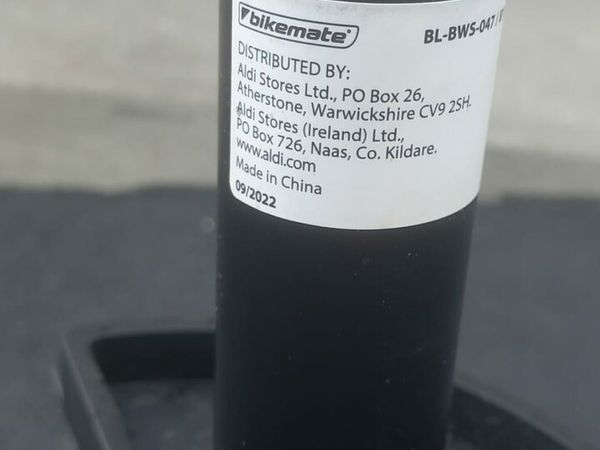 bikemate®
BL-BWS-047 /
DISTRIBUTED BY:
Aldi Stores Ltd., PO Box 26,
Atherstone, Warwickshire CV9 2SH.
Aldi Stores (Ireland) Ltd.,
PO Box 726, Naas, Co. Kildare.
www.aldi.com
Made in China
09/2022